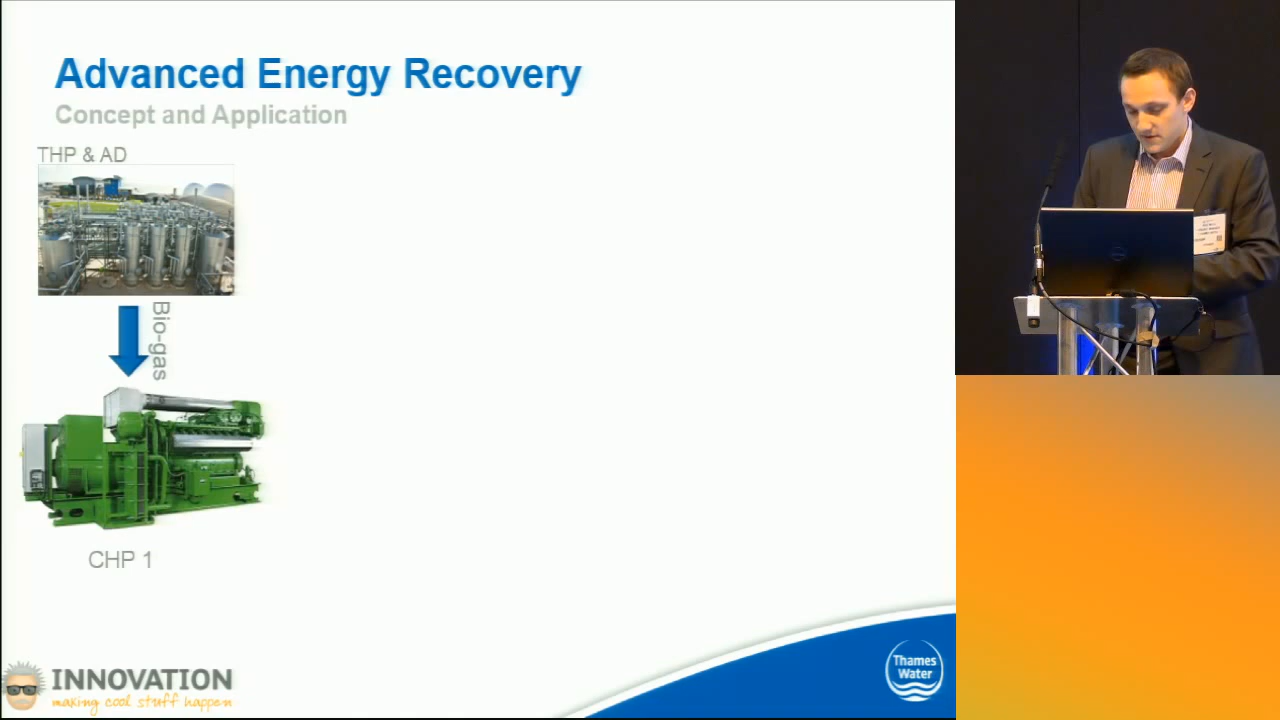 Advanced Energy Recovery
Concept and Application
THP & AD
Bio-gas
CHP 1
INNOVATION
making cool stuff happen
Thames
Water